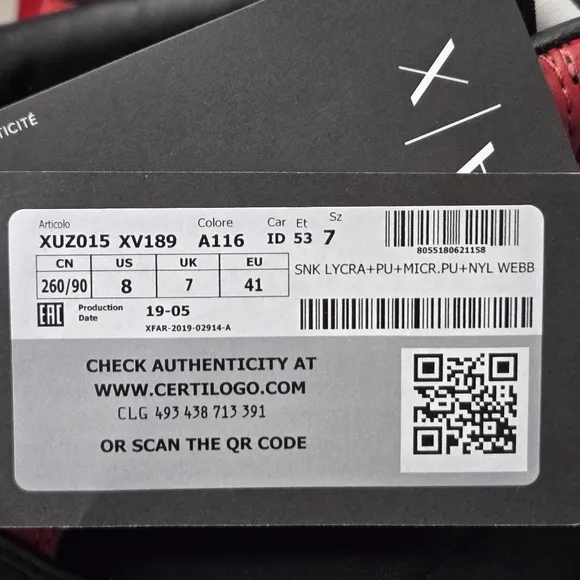 TICITÉ
A|X
Articolo Colore Car Et Sz
XUZ015 XV189 A116 ID 53 7
CN US UK EU
260/90 8 7 41
8055180621158
SNK LYCRA+PU+MICR.PU+NYL WEBB
EAC Production Date 19-05
XFAR-2019-02914-A
CHECK AUTHENTICITY AT
WWW.CERTILOGO.COM
CLG 493 438 713 391
OR SCAN THE QR CODE